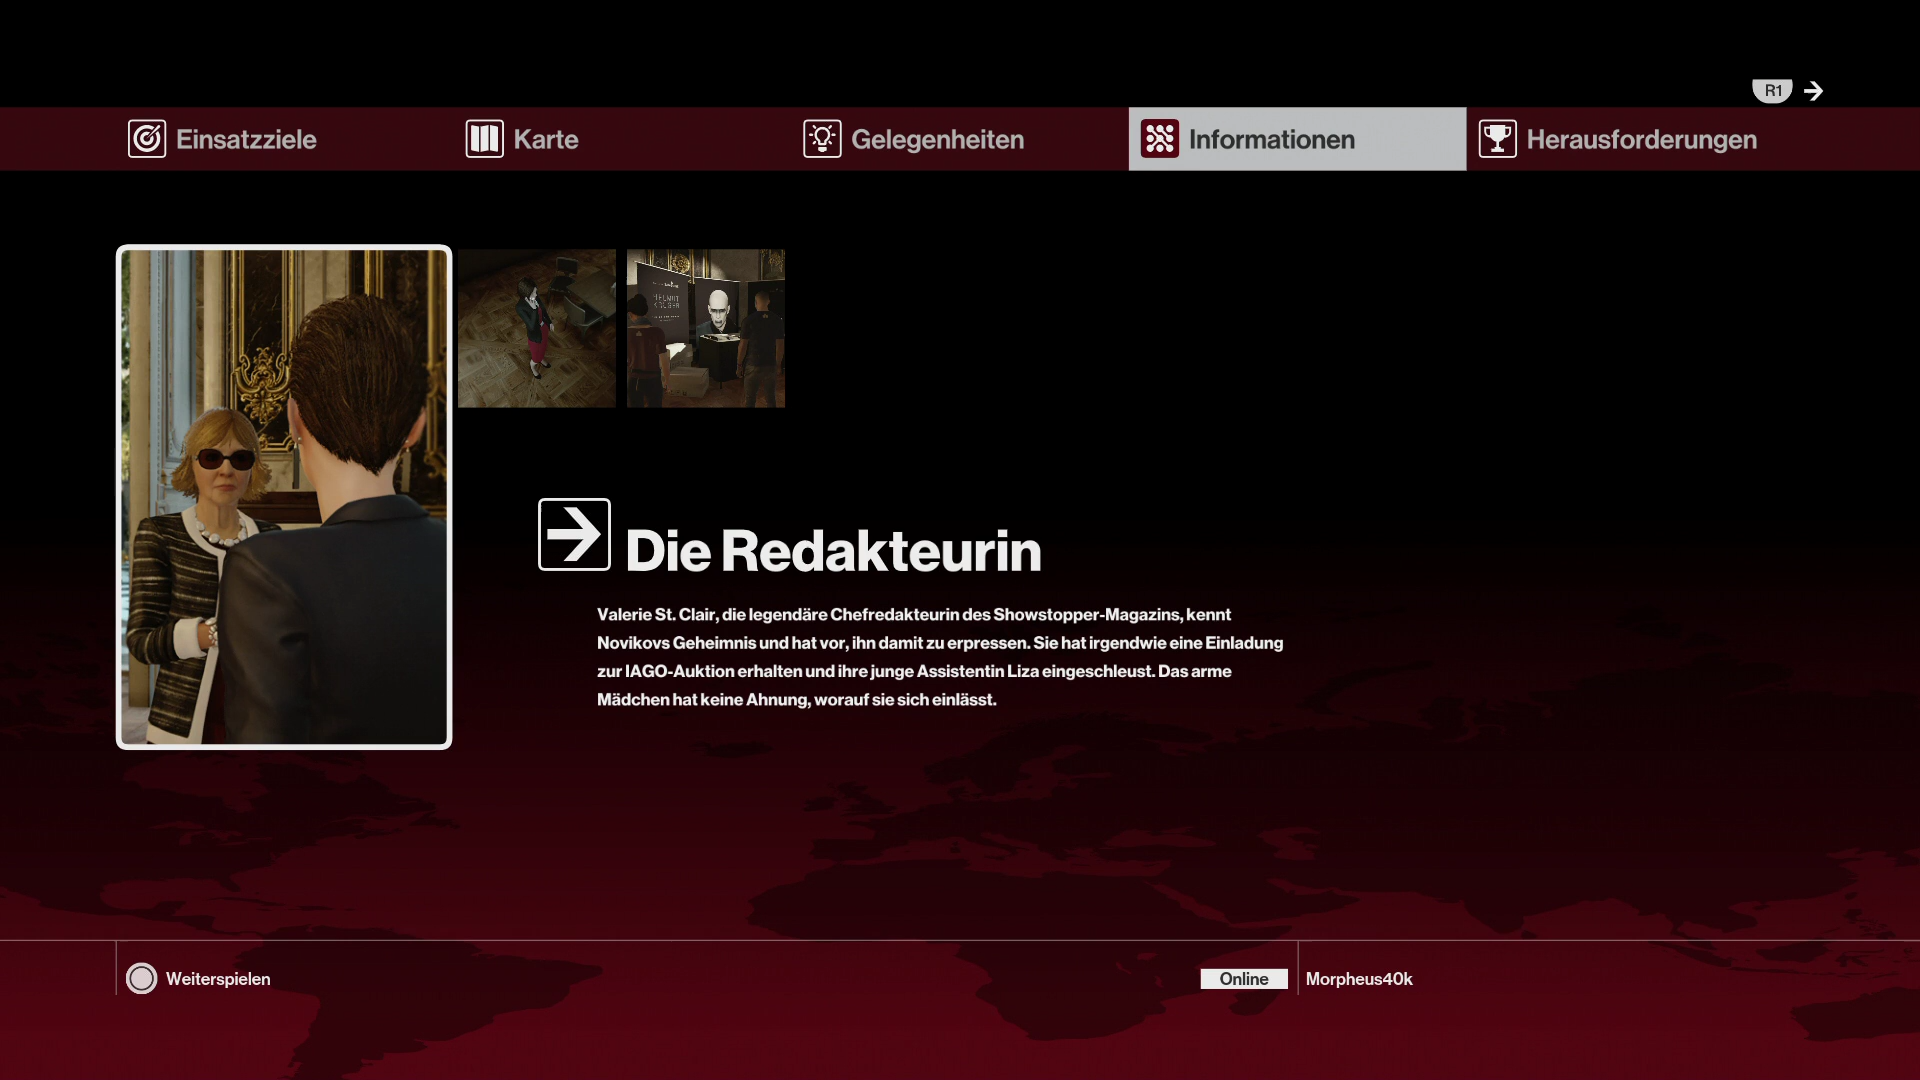 R1
Einsatzziele
Karte
Gelegenheiten
Informationen
Herausforderungen
HELMUT
KRUGER
Die Redakteurin
Valerie St. Clair, die legendäre Chefredakteurin des Showstopper-Magazins, kennt
Novikovs Geheimnis und hat vor, ihn damit zu erpressen. Sie hat irgendwie eine Einladung
zur IAGO-Auktion erhalten und ihre junge Assistentin Liza eingeschleust. Das arme
Mädchen hat keine Ahnung, worauf sie sich einlässt.
Weiterspielen
Online
Morpheus40k